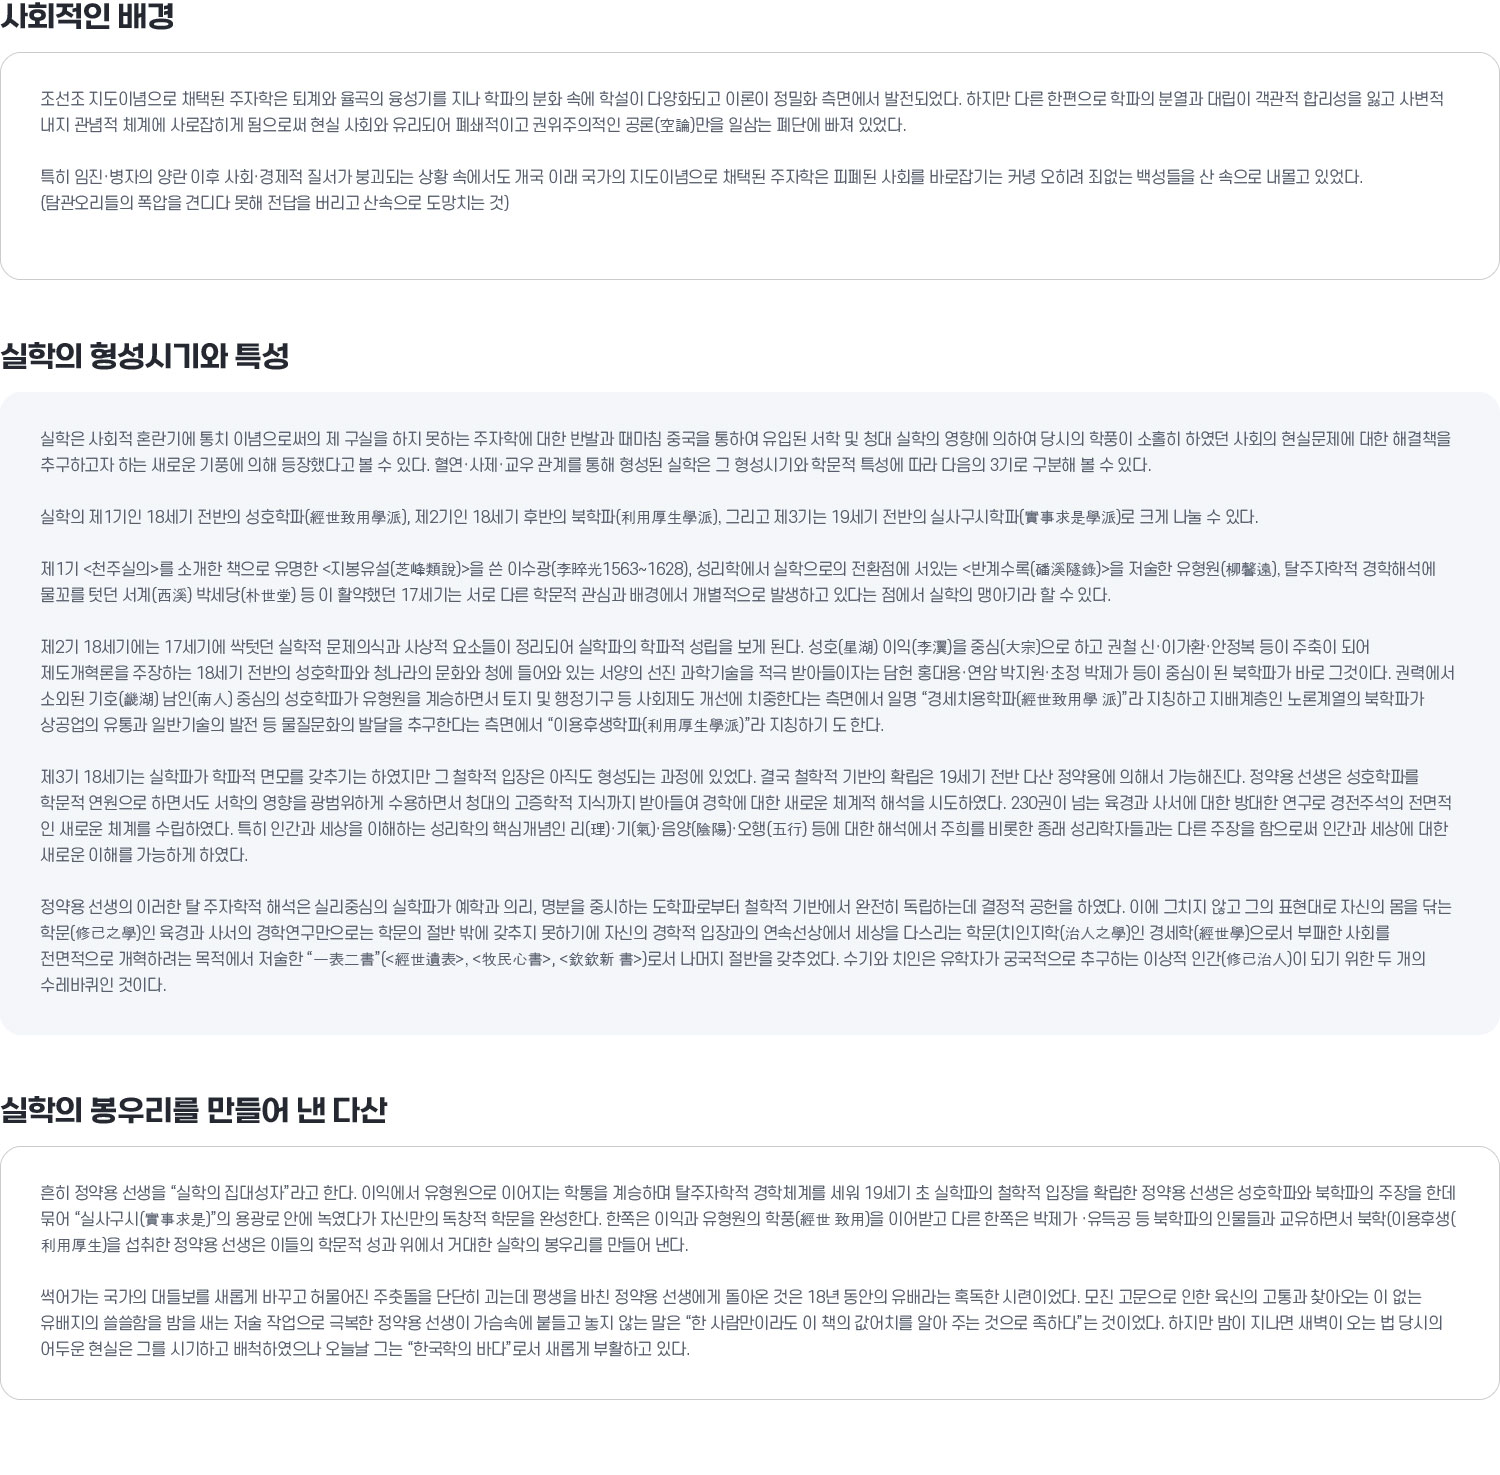 사회적인 배경
조선조 지도이념으로 채택된 주자학은 퇴계와 율곡의 융성기를 지나 학파의 분화 속에 학설이 다양화되고 이론이 정밀화 측면에서 발전되었다. 하지만 다른 한편으로 학파의 분열과 대립이 객관적 합리성을 잃고 사변적
내지 관념적 체계에 사로잡히게 됨으로써 현실 사회와 유리되어 폐쇄적이고 권위주의적인 공론(空論)만을 일삼는 폐단에 빠져 있었다.
특히 임진·병자의 양란 이후 사회·경제적 질서가 붕괴되는 상황 속에서도 개국 이래 국가의 지도이념으로 채택된 주자학은 피폐된 사회를 바로잡기는 커녕 오히려 죄없는 백성들을 산 속으로 내몰고 있었다.
(탐관오리들의 폭압을 견디다 못해 전답을 버리고 산속으로 도망치는 것)
실학의 형성시기와 특성
실학은 사회적 혼란기에 통치 이념으로써의 제 구실을 하지 못하는 주자학에 대한 반발과 때마침 중국을 통하여 유입된 서학 및 청대 실학의 영향에 의하여 당시의 학풍이 소홀히 하였던 사회의 현실문제에 대한 해결책을
추구하고자 하는 새로운 기풍에 의해 등장했다고 볼 수 있다. 혈연·사제·교우 관계를 통해 형성된 실학은 그 형성시기와 학문적 특성에 따라 다음의 3기로 구분해 볼 수 있다.
실학의 제1기인 18세기 전반의 성호학파(經世致用學派), 제2기인 18세기 후반의 북학파(利用厚生學派), 그리고 제3기는 19세기 전반의 실사구시학파(實事求是學派)로 크게 나눌 수 있다.
제1기 <천주실의>를 소개한 책으로 유명한 <지봉유설(芝峰類說)>을 쓴 이수광(李睟光1563~1628), 성리학에서 실학으로의 전환점에 서있는 <반계수록(磻溪隧錄)>을 저술한 유형원(柳馨遠), 탈주자학적 경학해석에
물꼬를 텃던 서계(西溪) 박세당(朴世堂) 등 이 활약했던 17세기는 서로 다른 학문적 관심과 배경에서 개별적으로 발생하고 있다는 점에서 실학의 맹아기라 할 수 있다.
제2기 18세기에는 17세기에 싹텃던 실학적 문제의식과 사상적 요소들이 정리되어 실학파의 학파적 성립을 보게 된다. 성호(星湖) 이익(李瀷)을 중심(大宗)으로 하고 권철 신·이가환·안정복 등이 주축이 되어
제도개혁론을 주장하는 18세기 전반의 성호학파와 청나라의 문화와 청에 들어와 있는 서양의 선진 과학기술을 적극 받아들이자는 담헌 홍대용·연암 박지원·초정 박제가 등이 중심이 된 북학파가 바로 그것이다. 권력에서
소외된 기호(畿湖) 남인(南人) 중심의 성호학파가 유형원을 계승하면서 토지 및 행정기구 등 사회제도 개선에 치중한다는 측면에서 일명 “경세치용학파(經世致用學 派)”라 지칭하고 지배계층인 노론계열의 북학파가
상공업의 유통과 일반기술의 발전 등 물질문화의 발달을 추구한다는 측면에서 “이용후생학파(利用厚生學派)”라 지칭하기 도 한다.
제3기 18세기는 실학파가 학파적 면모를 갖추기는 하였지만 그 철학적 입장은 아직도 형성되는 과정에 있었다. 결국 철학적 기반의 확립은 19세기 전반 다산 정약용에 의해서 가능해진다. 정약용 선생은 성호학파를
학문적 연원으로 하면서도 서학의 영향을 광범위하게 수용하면서 청대의 고증학적 지식까지 받아들여 경학에 대한 새로운 체계적 해석을 시도하였다. 230권이 넘는 육경과 사서에 대한 방대한 연구로 경전주석의 전면적
인 새로운 체계를 수립하였다. 특히 인간과 세상을 이해하는 성리학의 핵심개념인 리(理)·기(氣)·음양(陰陽)·오행(五行) 등에 대한 해석에서 주희를 비롯한 종래 성리학자들과는 다른 주장을 함으로써 인간과 세상에 대한
새로운 이해를 가능하게 하였다.
정약용 선생의 이러한 탈 주자학적 해석은 실리중심의 실학파가 예학과 의리, 명분을 중시하는 도학파로부터 철학적 기반에서 완전히 독립하는데 결정적 공헌을 하였다. 이에 그치지 않고 그의 표현대로 자신의 몸을 닦는
학문(修己之學)인 육경과 사서의 경학연구만으로는 학문의 절반 밖에 갖추지 못하기에 자신의 경학적 입장과의 연속선상에서 세상을 다스리는 학문(치인지학(治人之學)인 경세학(經世學)으로서 부패한 사회를
전면적으로 개혁하려는 목적에서 저술한 “一表二書”(<經世遺表>, <牧民心書>, <欽欽新 書>)로서 나머지 절반을 갖추었다. 수기와 치인은 유학자가 궁극적으로 추구하는 이상적 인간(修己治人)이 되기 위한 두 개의
수레바퀴인 것이다.
실학의 봉우리를 만들어 낸 다산
흔히 정약용 선생을 “실학의 집대성자”라고 한다. 이익에서 유형원으로 이어지는 학통을 계승하며 탈주자학적 경학체계를 세워 19세기 초 실학파의 철학적 입장을 확립한 정약용 선생은 성호학파와 북학파의 주장을 한데
묶어 “실사구시(實事求是)”의 용광로 안에 녹였다가 자신만의 독창적 학문을 완성한다. 한쪽은 이익과 유형원의 학풍(經世 致用)을 이어받고 다른 한쪽은 박제가 ·유득공 등 북학파의 인물들과 교유하면서 북학(이용후생(
利用厚生)을 섭취한 정약용 선생은 이들의 학문적 성과 위에서 거대한 실학의 봉우리를 만들어 낸다.
썩어가는 국가의 대들보를 새롭게 바꾸고 허물어진 주춧돌을 단단히 괴는데 평생을 바친 정약용 선생에게 돌아온 것은 18년 동안의 유배라는 혹독한 시련이었다. 모진 고문으로 인한 육신의 고통과 찾아오는 이 없는
유배지의 쓸쓸함을 밤을 새는 저술 작업으로 극복한 정약용 선생이 가슴속에 붙들고 놓지 않는 말은 “한 사람만이라도 이 책의 값어치를 알아 주는 것으로 족하다”는 것이었다. 하지만 밤이 지나면 새벽이 오는 법 당시의
어두운 현실은 그를 시기하고 배척하였으나 오늘날 그는 “한국학의 바다”로서 새롭게 부활하고 있다.